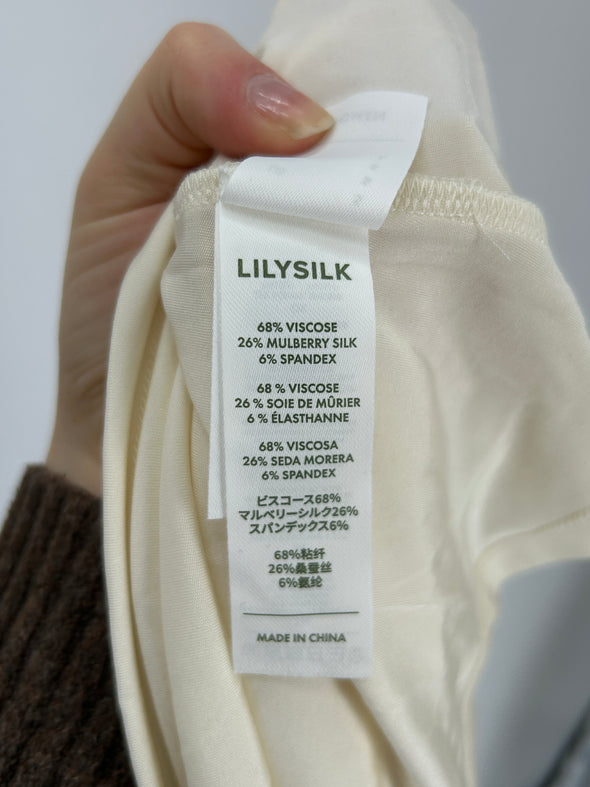 LILYSILK
68% VISCOSE
26% MULBERRY SILK
6% SPANDEX
68 % VISCOSE
26 % SOIE DE MÛRIER
6 % ÉLASTHANNE
68% VISCOSA
26% SEDA MORERA
6% SPANDEX
ビスコース68%
マルベリーシルク26%
スパンデックス6%
68%粘纤
26%桑蚕丝
6%氨纶
MADE IN CHINA